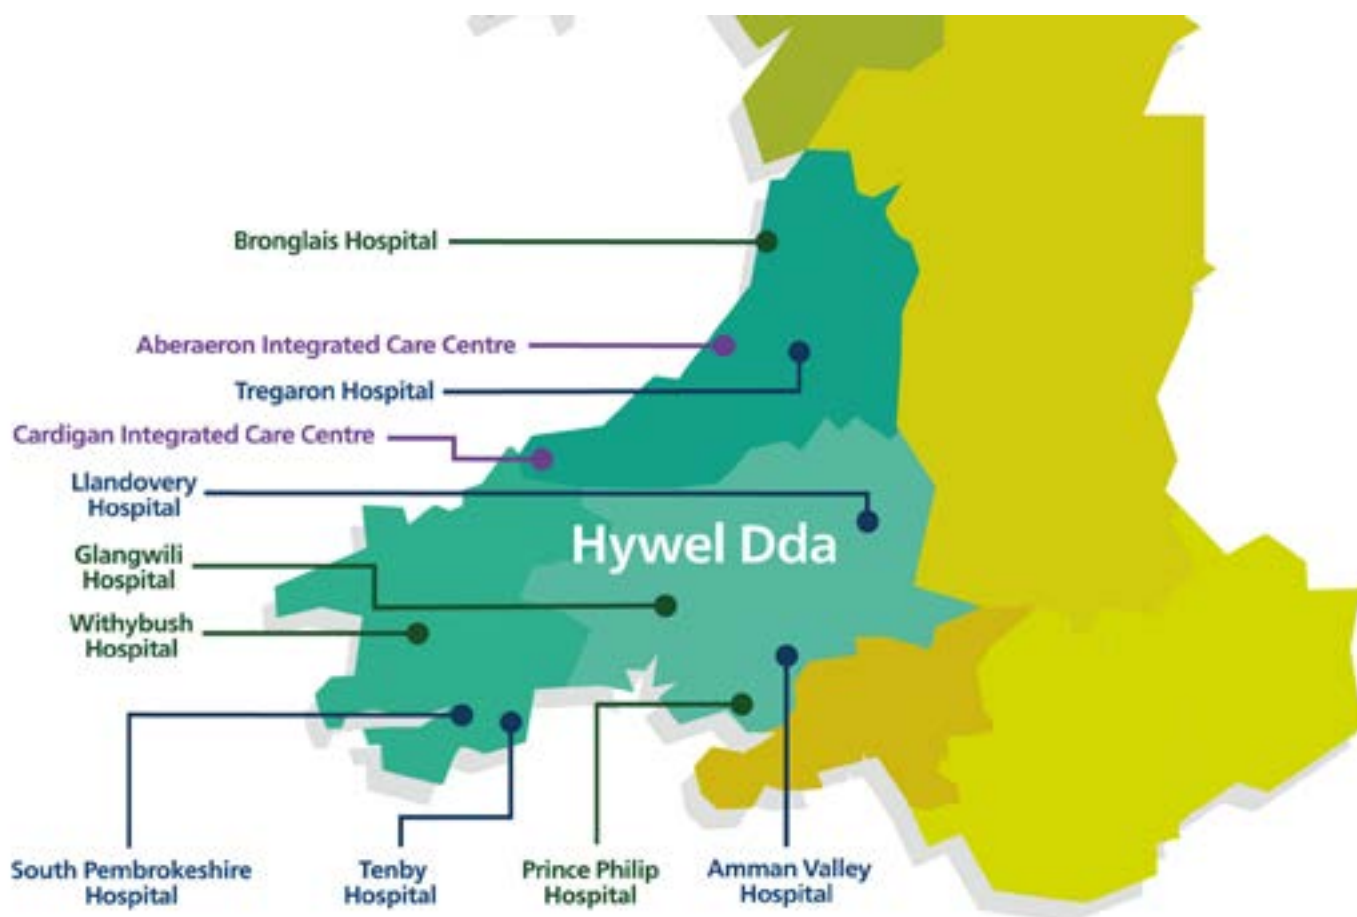 Bronglais Hospital
Aberaeron Integrated Care Centre
Tregaron Hospital
Cardigan Integrated Care Centre
Llandovery
Hospital
Hywel Dda
Glangwili
Hospital
Withybush
Hospital
South Pembrokeshire
Hospital
Tenby
Hospital
Prince Philip
Hospital
Amman Valley
Hospital